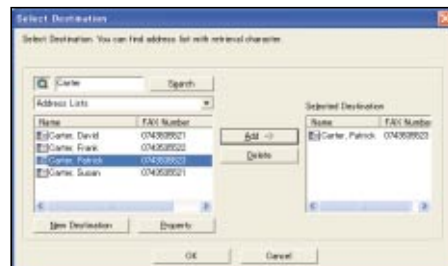 Select Destination
Select Destination. You can find address list with retrieval character.
Carter
Search
Address Lists
Name FAX Number
Carter, David 0743535521
Carter, Frank 0743535522
Carter, Patrick 0743535523
Carter, Susan 0743535521
Add ->
Delete
Selected Destination
Name FAX Number
Carter, Patrick 0743535523
New Destination
Property
OK
Cancel